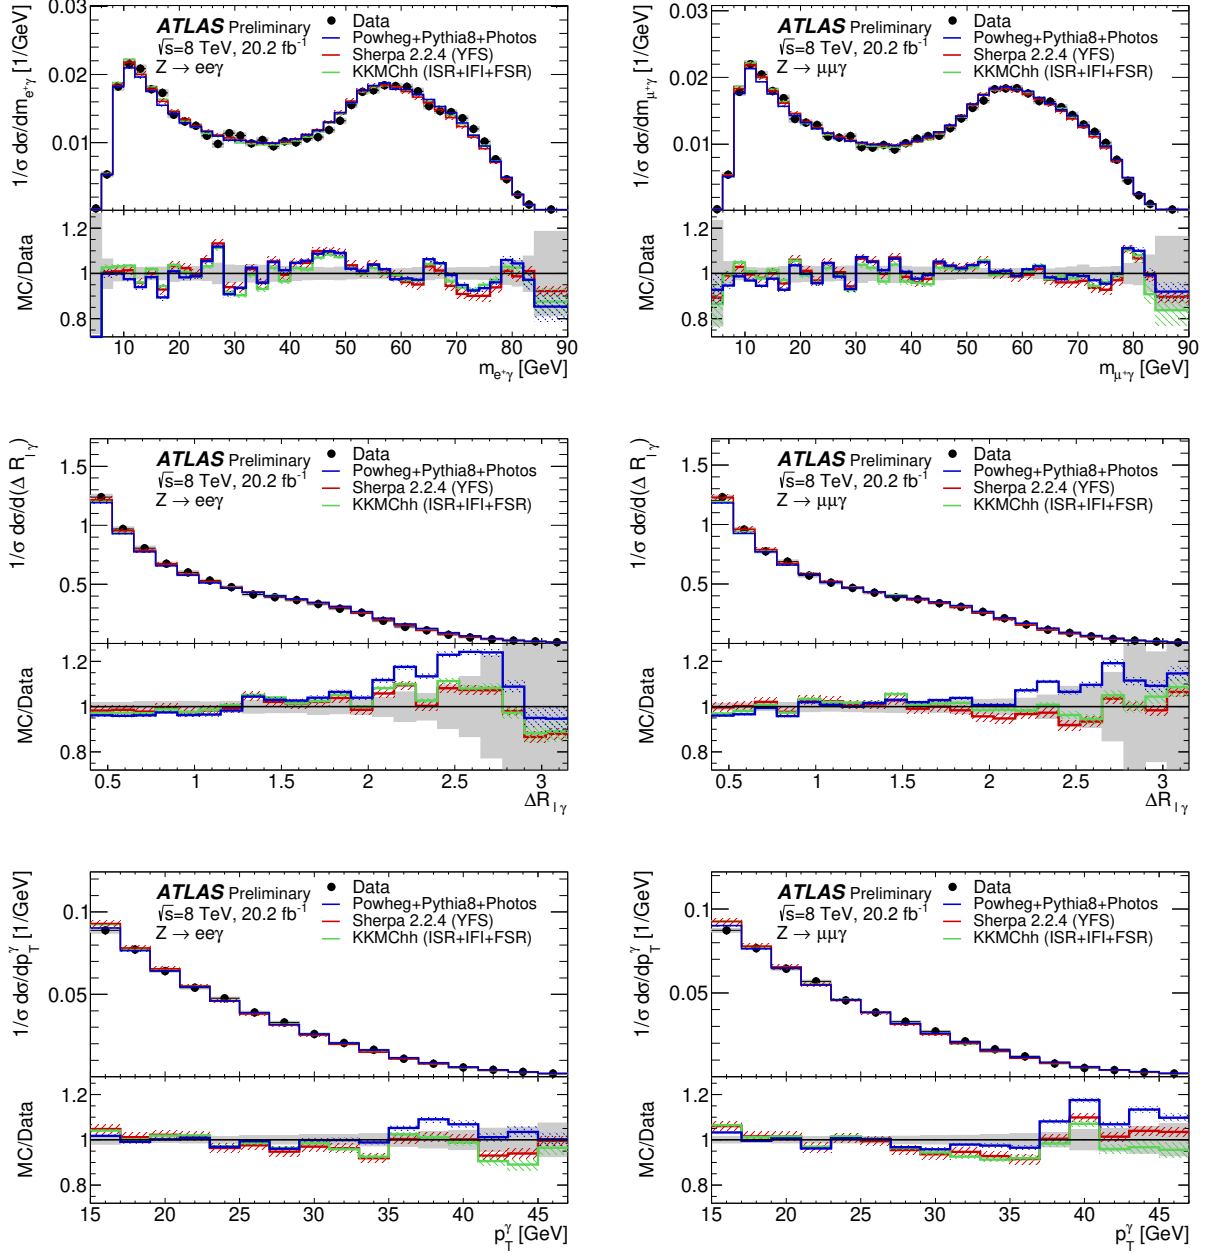 1/σ dσ/dm_{e⁺γ} [1/GeV]
0.03
0.02
0.01
ATLAS Preliminary
√s=8 TeV, 20.2 fb⁻¹
Z → eeγ
Data
Powheg+Pythia8+Photos
Sherpa 2.2.4 (YFS)
KKMChh (ISR+IFI+FSR)
MC/Data
1.2
1
0.8
10 20 30 40 50 60 70 80 90
m_{e⁺γ} [GeV]
1/σ dσ/dm_{μ⁺γ} [1/GeV]
0.03
0.02
0.01
ATLAS Preliminary
√s=8 TeV, 20.2 fb⁻¹
Z → μμγ
Data
Powheg+Pythia8+Photos
Sherpa 2.2.4 (YFS)
KKMChh (ISR+IFI+FSR)
MC/Data
1.2
1
0.8
10 20 30 40 50 60 70 80 90
m_{μ⁺γ} [GeV]
1/σ dσ/d(Δ R_{lγ})
1.5
1
0.5
ATLAS Preliminary
√s=8 TeV, 20.2 fb⁻¹
Z → eeγ
Data
Powheg+Pythia8+Photos
Sherpa 2.2.4 (YFS)
KKMChh (ISR+IFI+FSR)
MC/Data
1.2
1
0.8
0.5 1 1.5 2 2.5 3
ΔR_{lγ}
1/σ dσ/d(Δ R_{lγ})
1.5
1
0.5
ATLAS Preliminary
√s=8 TeV, 20.2 fb⁻¹
Z → μμγ
Data
Powheg+Pythia8+Photos
Sherpa 2.2.4 (YFS)
KKMChh (ISR+IFI+FSR)
MC/Data
1.2
1
0.8
0.5 1 1.5 2 2.5 3
ΔR_{lγ}
1/σ dσ/dp_T^γ [1/GeV]
0.1
0.05
ATLAS Preliminary
√s=8 TeV, 20.2 fb⁻¹
Z → eeγ
Data
Powheg+Pythia8+Photos
Sherpa 2.2.4 (YFS)
KKMChh (ISR+IFI+FSR)
MC/Data
1.2
1
0.8
15 20 25 30 35 40 45
p_T^γ [GeV]
1/σ dσ/dp_T^γ [1/GeV]
0.1
0.05
ATLAS Preliminary
√s=8 TeV, 20.2 fb⁻¹
Z → μμγ
Data
Powheg+Pythia8+Photos
Sherpa 2.2.4 (YFS)
KKMChh (ISR+IFI+FSR)
MC/Data
1.2
1
0.8
15 20 25 30 35 40 45
p_T^γ [GeV]